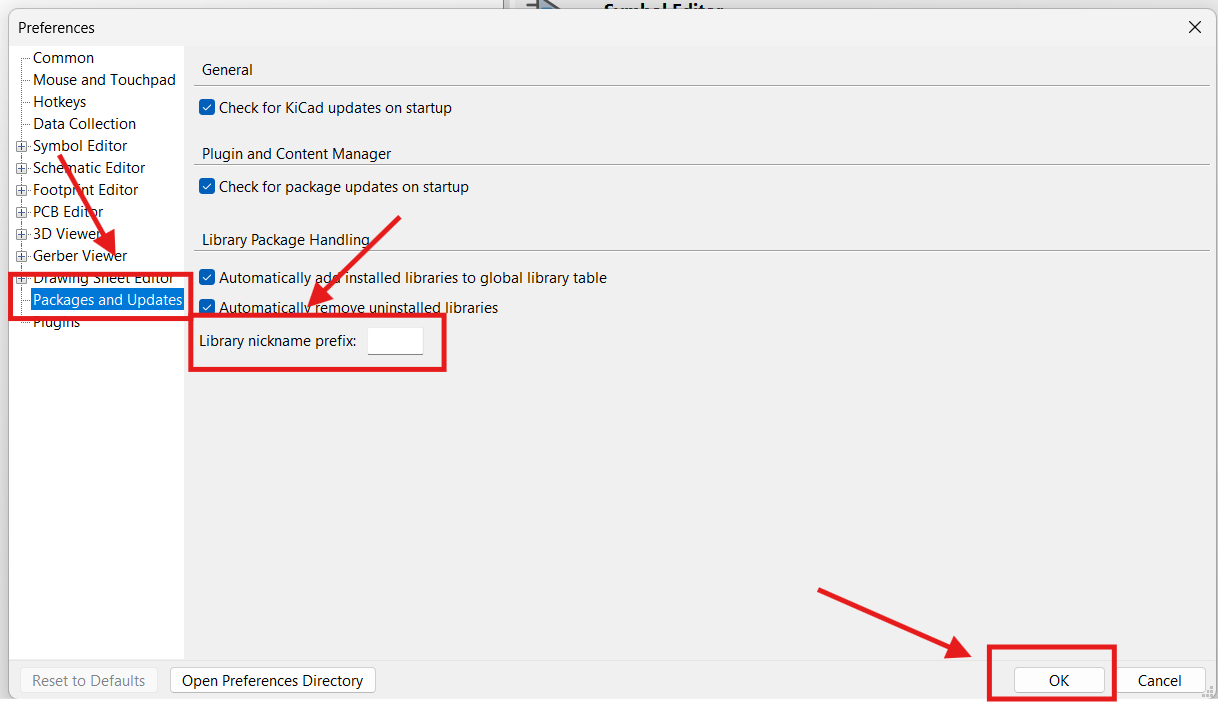 Symbol Editor
Preferences
Common
Mouse and Touchpad
Hotkeys
Data Collection
Symbol Editor
Schematic Editor
Footprint Editor
PCB Editor
3D Viewer
Gerber Viewer
Drawing Sheet Editor
Packages and Updates
Plugins
General
Check for KiCad updates on startup
Plugin and Content Manager
Check for package updates on startup
Library Package Handling
Automatically add installed libraries to global library table
Automatically remove uninstalled libraries
Library nickname prefix:
Reset to Defaults
Open Preferences Directory
OK
Cancel